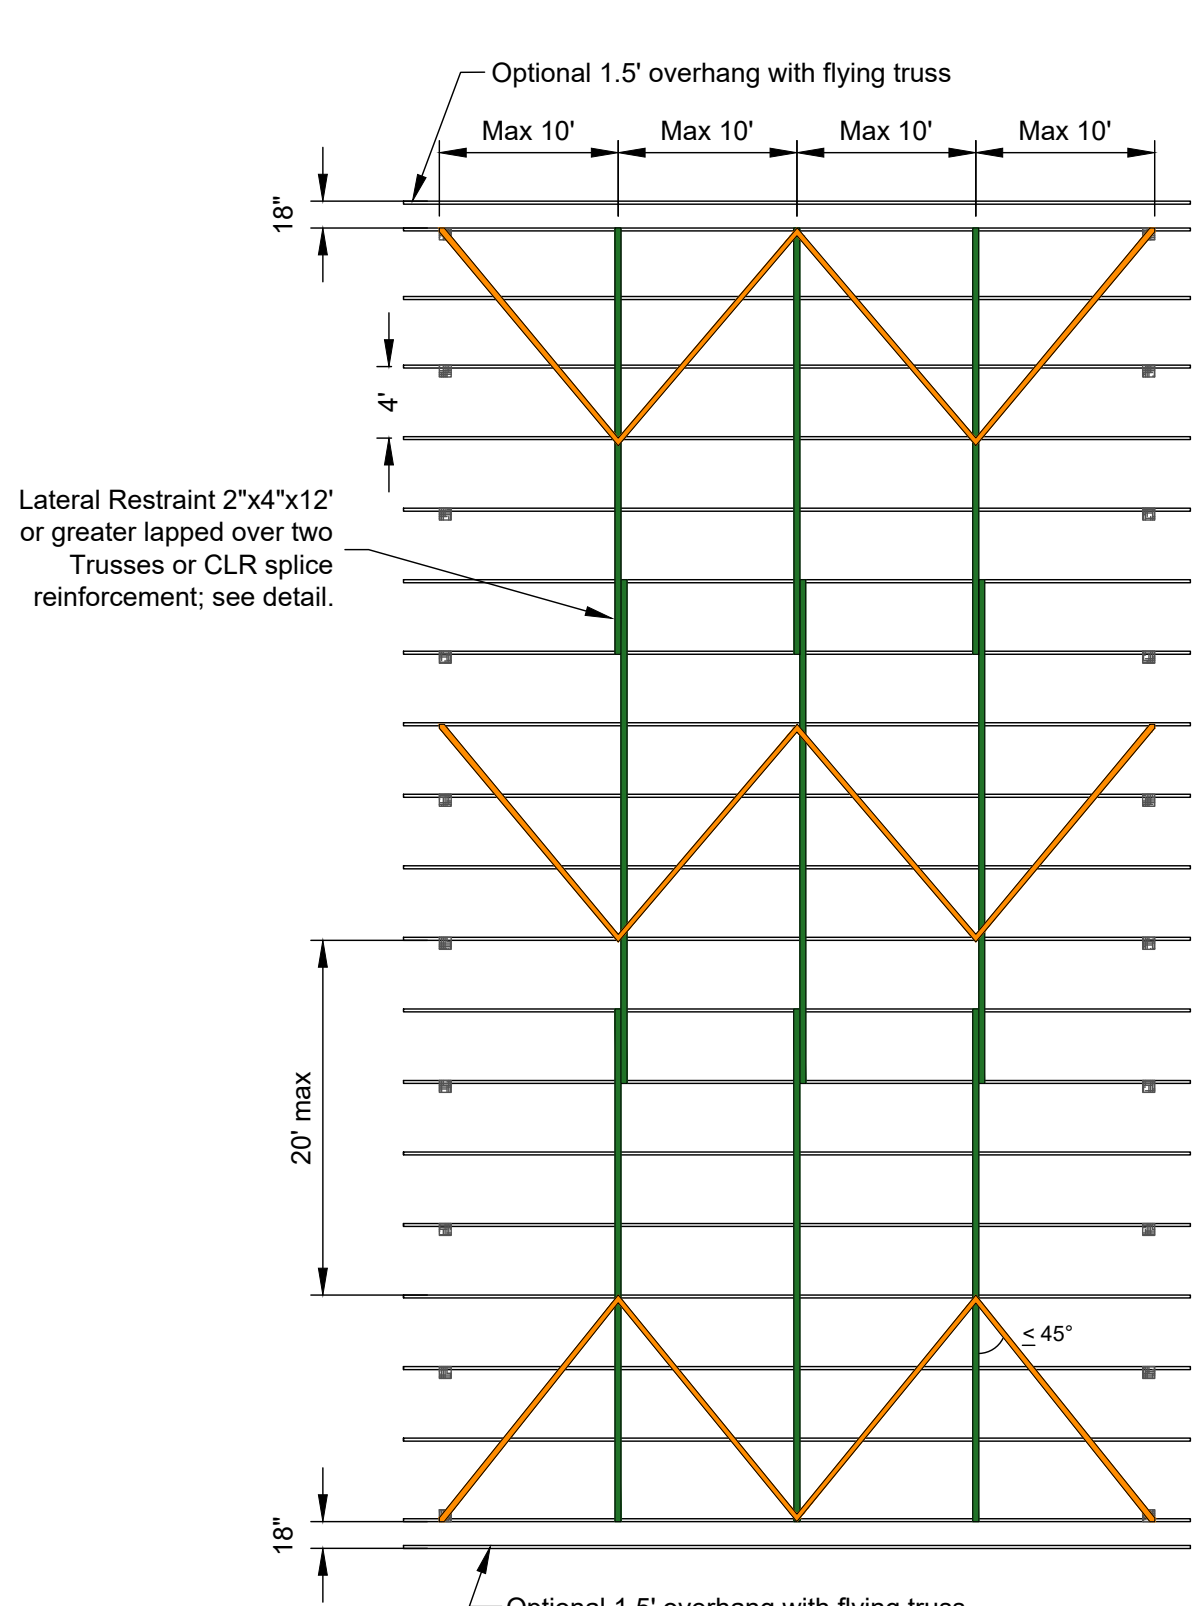 Optional 1.5' overhang with flying truss
Max 10'
Max 10'
Max 10'
Max 10'
18"
4'
Lateral Restraint 2"x4"x12'
or greater lapped over two
Trusses or CLR splice
reinforcement; see detail.
20' max
≤ 45°
18"
Optional 1.5' overhang with flying truss